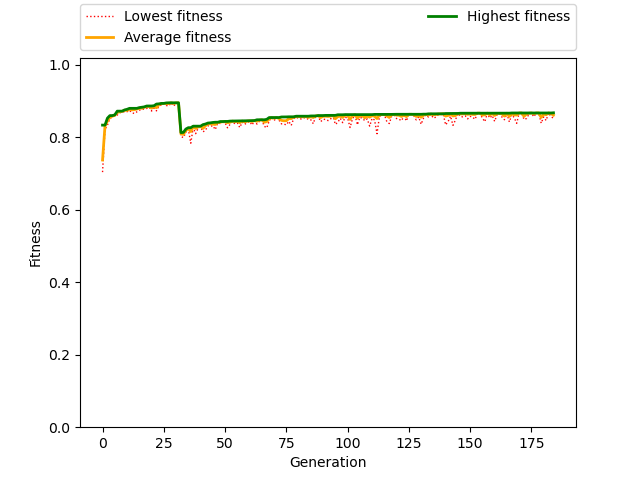 Lowest fitness
Average fitness
Highest fitness
1.0
0.8
0.6
0.4
0.2
0.0
Fitness
0 25 50 75 100 125 150 175
Generation